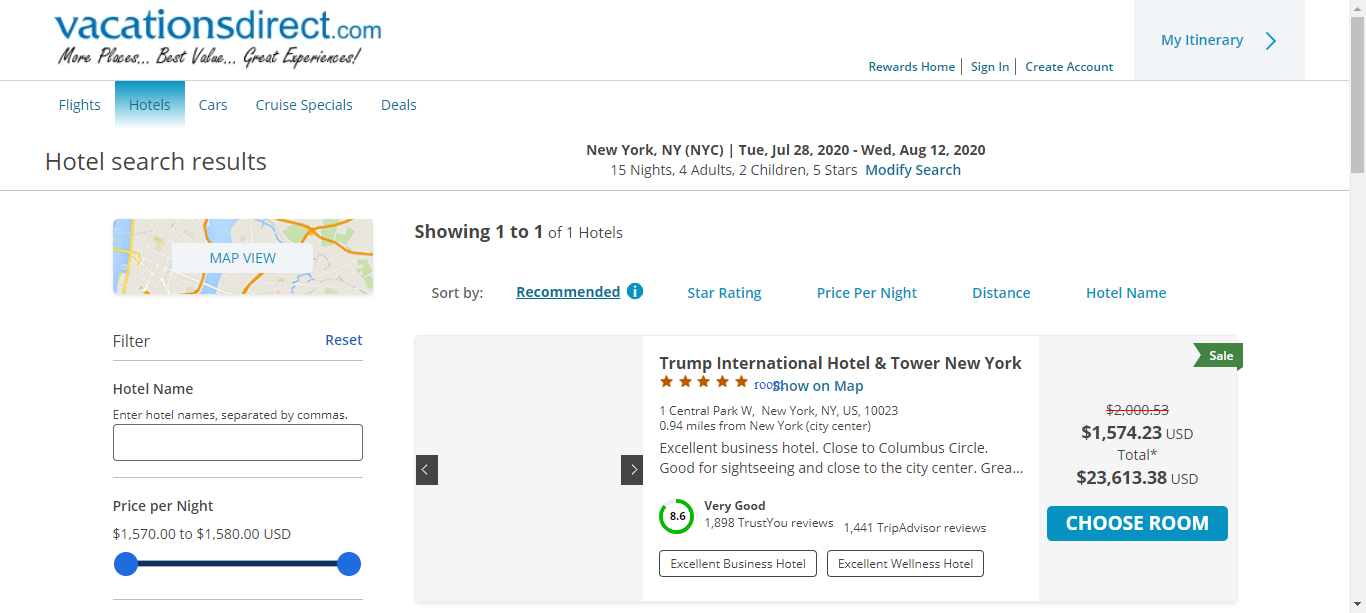 vacationsdirect.com
More Places... Best Value... Great Experiences!
Rewards Home | Sign In | Create Account
My Itinerary
Flights Hotels Cars Cruise Specials Deals
Hotel search results
New York, NY (NYC) | Tue, Jul 28, 2020 - Wed, Aug 12, 2020
15 Nights, 4 Adults, 2 Children, 5 Stars Modify Search
MAP VIEW
Showing 1 to 1 of 1 Hotels
Sort by: Recommended i Star Rating Price Per Night Distance Hotel Name
Filter Reset
Hotel Name
Enter hotel names, separated by commas.
Price per Night
$1,570.00 to $1,580.00 USD
Trump International Hotel & Tower New York
room Show on Map
1 Central Park W, New York, NY, US, 10023
0.94 miles from New York (city center)
Excellent business hotel. Close to Columbus Circle.
Good for sightseeing and close to the city center. Grea...
8.6
Very Good
1,898 TrustYou reviews 1,441 TripAdvisor reviews
Excellent Business Hotel Excellent Wellness Hotel
Sale
$2,000.53
$1,574.23 USD
Total*
$23,613.38 USD
CHOOSE ROOM